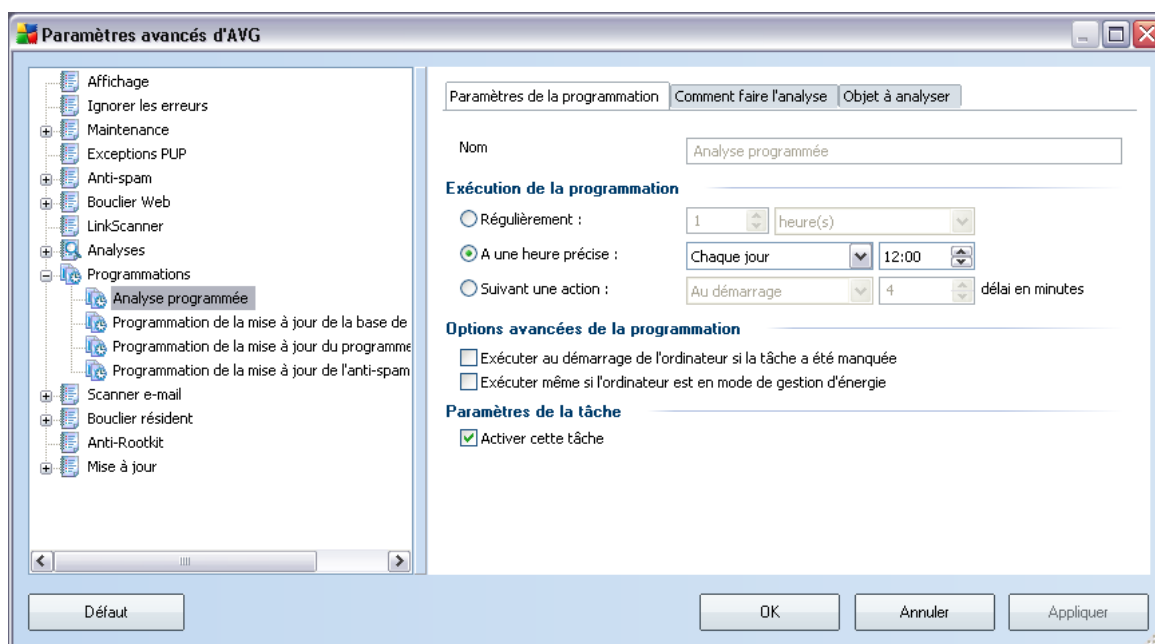 Paramètres avancés d'AVG
Affichage
Ignorer les erreurs
Maintenance
Exceptions PUP
Anti-spam
Bouclier Web
LinkScanner
Analyses
Programmations
Analyse programmée
Programmation de la mise à jour de la base de
Programmation de la mise à jour du programme
Programmation de la mise à jour de l'anti-spam
Scanner e-mail
Bouclier résident
Anti-Rootkit
Mise à jour
Paramètres de la programmation Comment faire l'analyse Objet à analyser
Nom Analyse programmée
Exécution de la programmation
Régulièrement : 1 heure(s)
A une heure précise : Chaque jour 12:00
Suivant une action : Au démarrage 4 délai en minutes
Options avancées de la programmation
Exécuter au démarrage de l'ordinateur si la tâche a été manquée
Exécuter même si l'ordinateur est en mode de gestion d'énergie
Paramètres de la tâche
Activer cette tâche
Défaut OK Annuler Appliquer